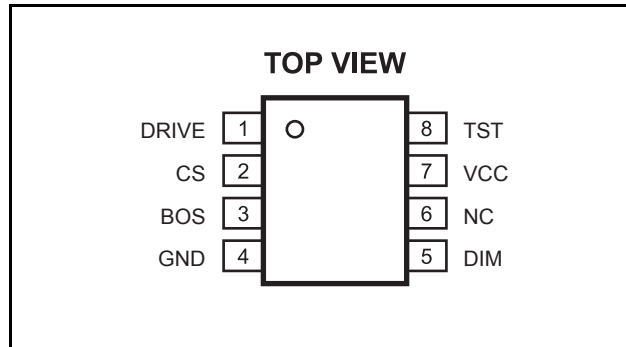 TOP VIEW
DRIVE 1 8 TST
CS 2 7 VCC
BOS 3 6 NC
GND 4 5 DIM